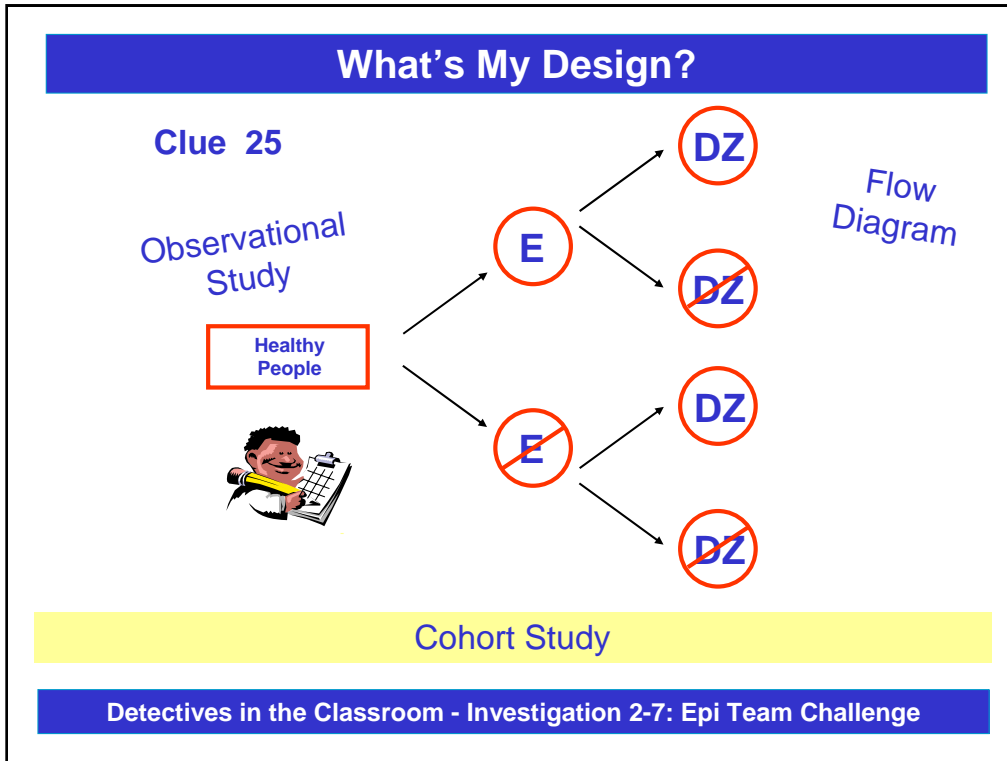 What's My Design?
Clue 25
Observational
Study
Healthy
People
E
E
DZ
DZ
DZ
DZ
Flow
Diagram
Cohort Study
Detectives in the Classroom - Investigation 2-7: Epi Team Challenge